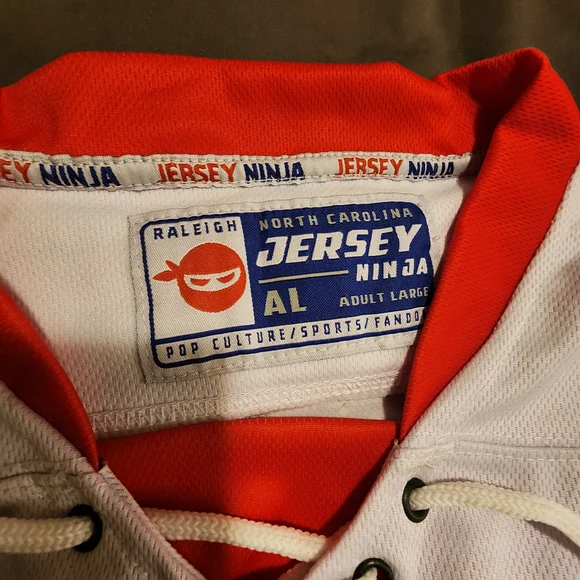 EY NINJA JERSEY NINJA JERSEY NINJA
RALEIGH
NORTH CAROLINA
JERSEY
NINJA
AL ADULT LARGE
POP CULTURE/SPORTS/FANDO